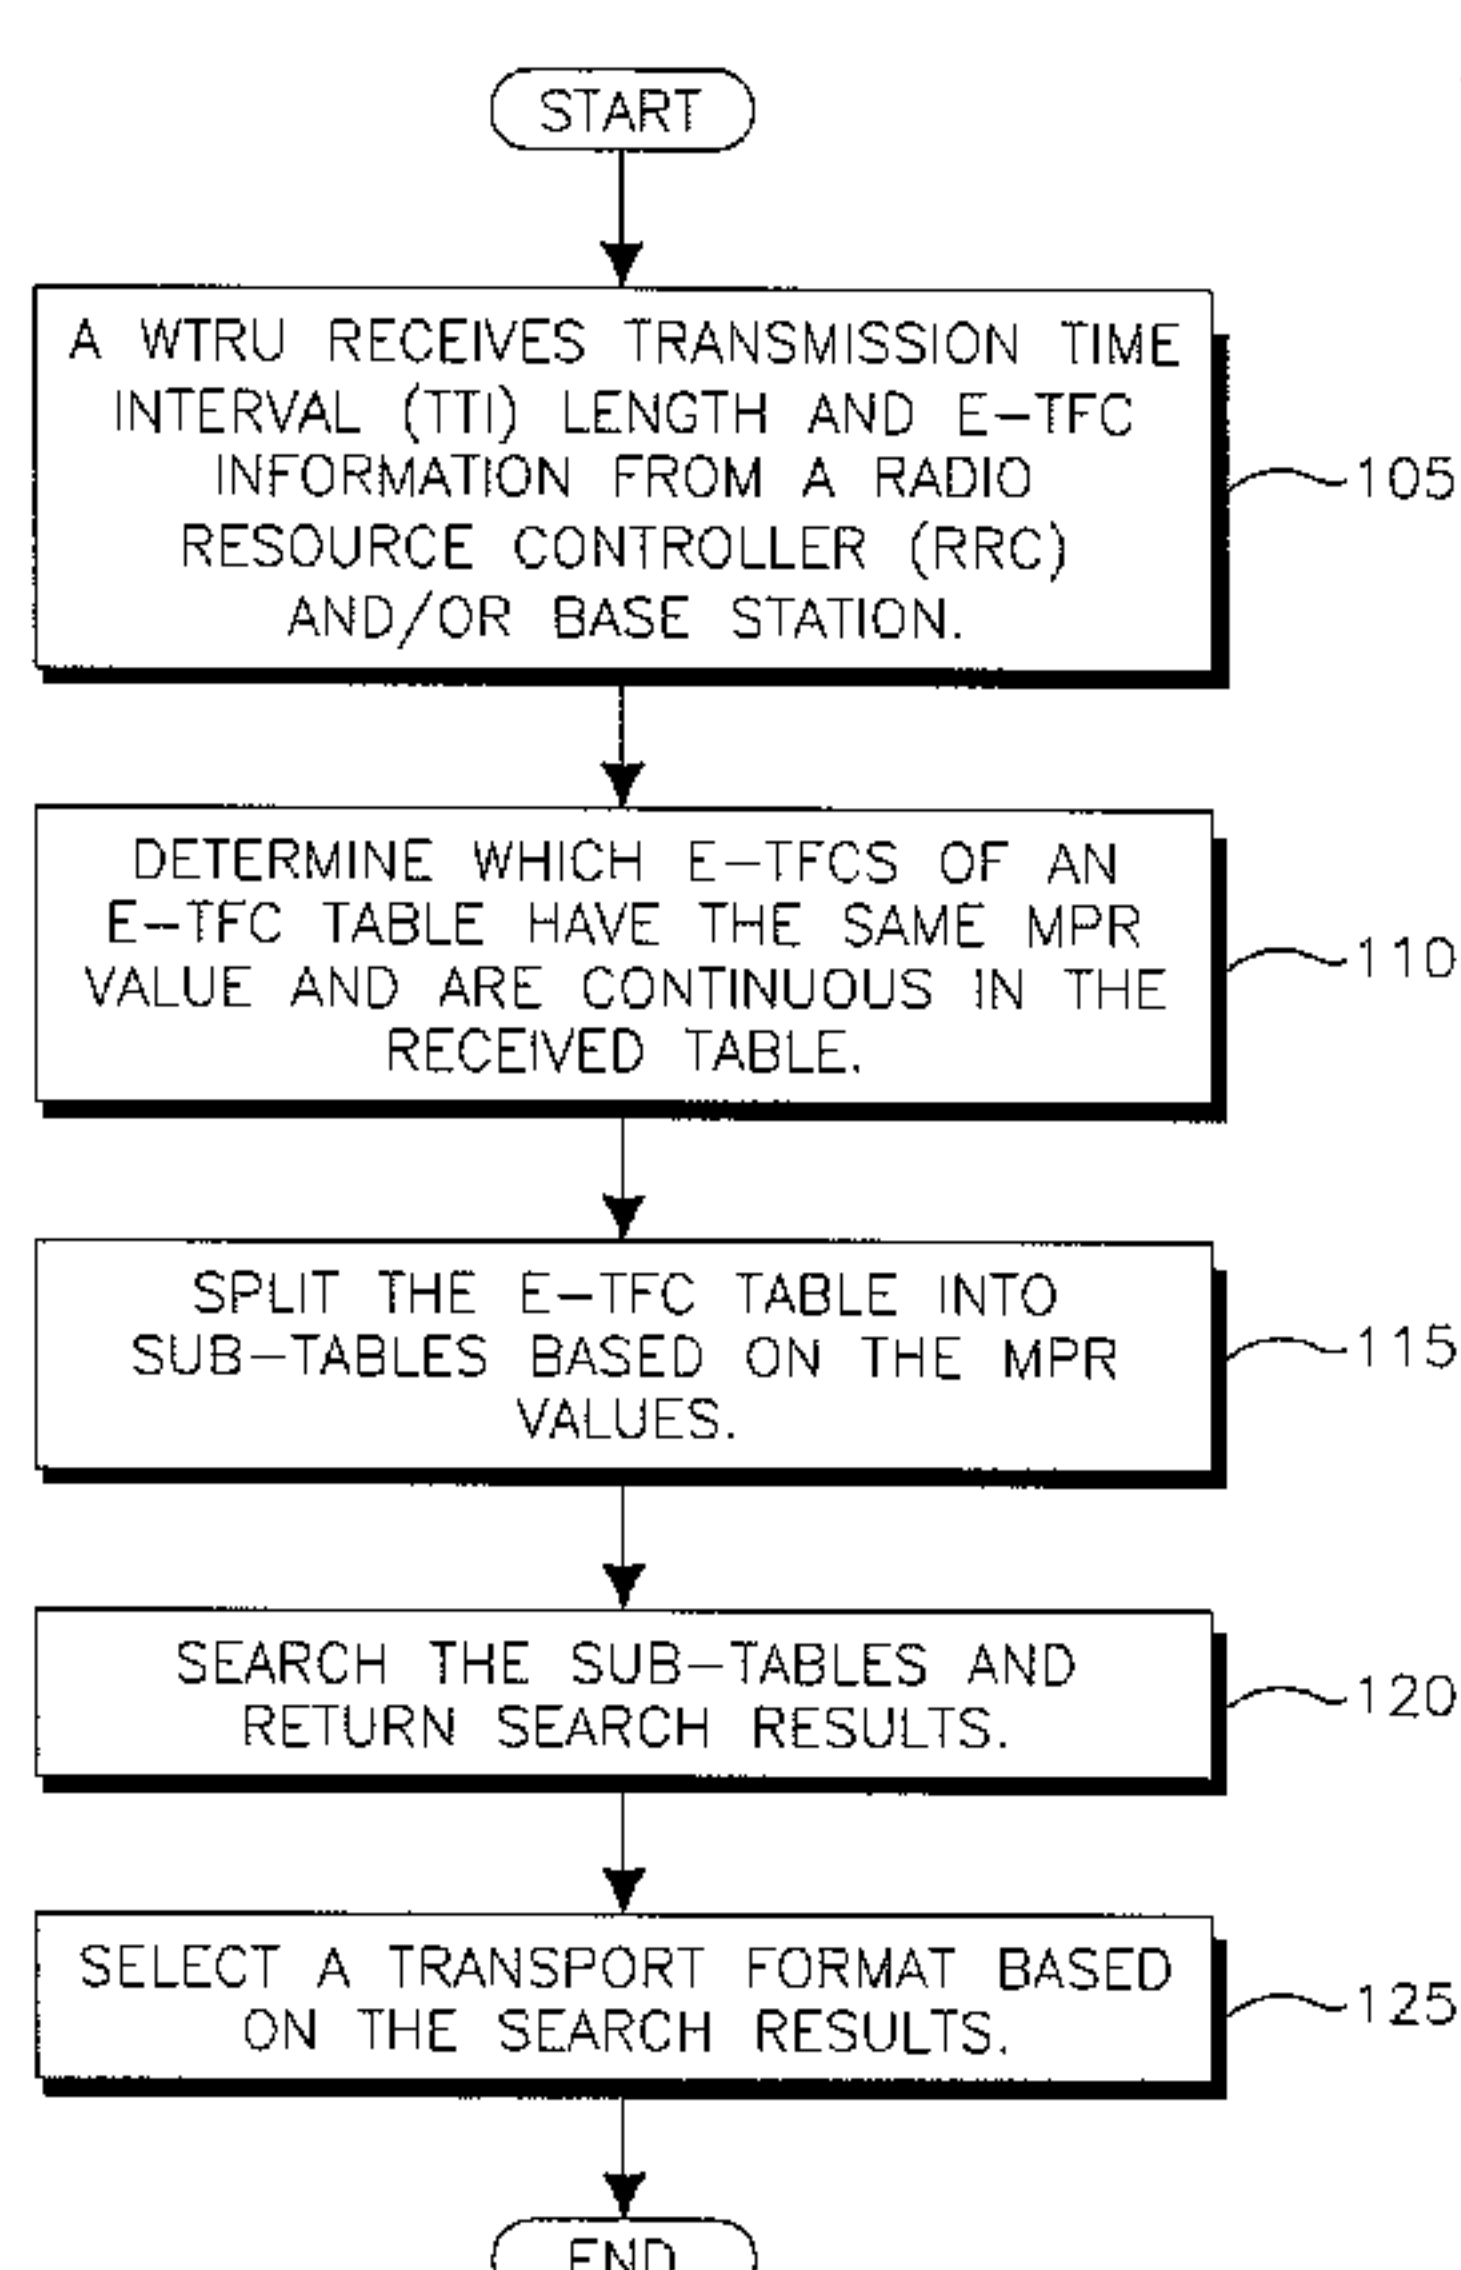 START
A WTRU RECEIVES TRANSMISSION TIME
INTERVAL (TTI) LENGTH AND E-TFC
INFORMATION FROM A RADIO
RESOURCE CONTROLLER (RRC)
AND/OR BASE STATION.
105
DETERMINE WHICH E-TFCS OF AN
E-TFC TABLE HAVE THE SAME MPR
VALUE AND ARE CONTINUOUS IN THE
RECEIVED TABLE.
110
SPLIT THE E-TFC TABLE INTO
SUB-TABLES BASED ON THE MPR
VALUES.
115
SEARCH THE SUB-TABLES AND
RETURN SEARCH RESULTS.
120
SELECT A TRANSPORT FORMAT BASED
ON THE SEARCH RESULTS.
125
END